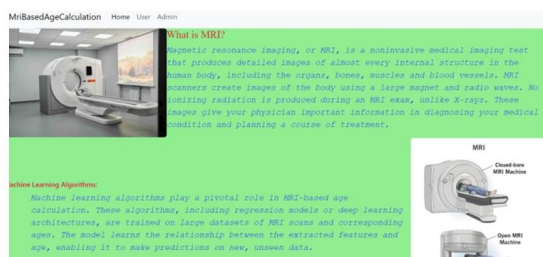 MriBasedAgeCalculation Home User Admin
What is MRI?
Magnetic resonance imaging, or MRI, is a noninvasive medical imaging test
that produces detailed images of almost every internal structure in the
human body, including the organs, bones, muscles and blood vessels. MRI
scanners create images of the body using a large magnet and radio waves. No
ionizing radiation is produced during an MRI exam, unlike X-rays. These
images give your physician important information in diagnosing your medical
condition and planning a course of treatment.
achine Learning Algorithms:
Machine learning algorithms play a pivotal role in MRI-based age
calculation. These algorithms, including regression models or deep learning
architectures, are trained on large datasets of MRI scans and corresponding
ages. The model learns the relationship between the extracted features and
age, enabling it to make predictions on new, unseen data.
MRI
Closed-bore
MRI Machine
Open MRI
Machine